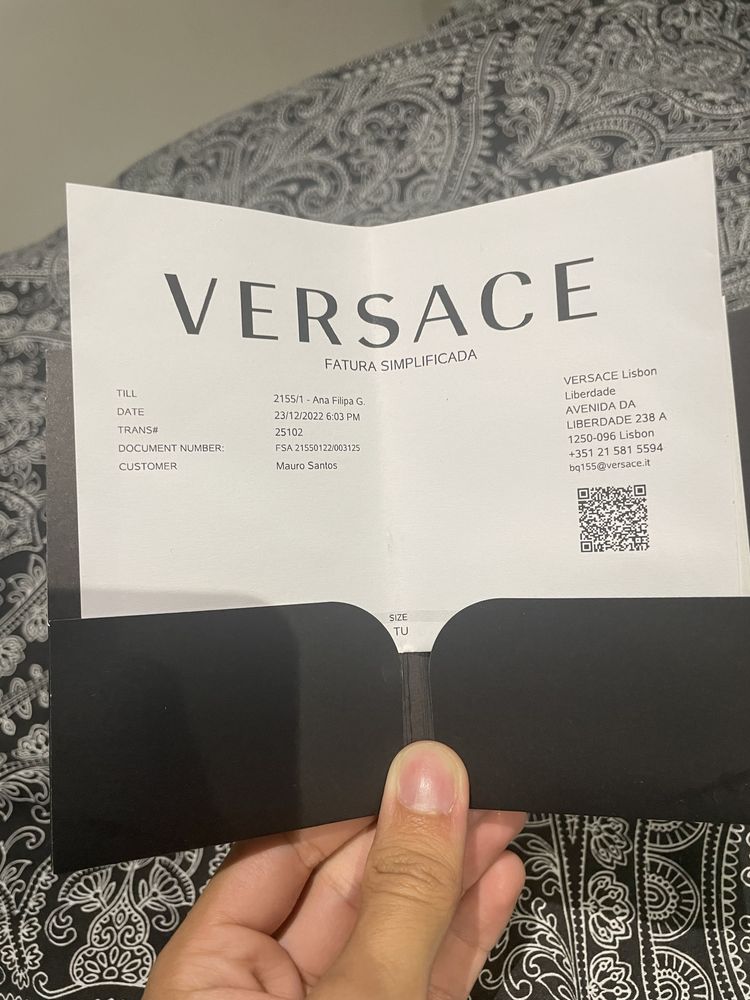 VERSACE
FATURA SIMPLIFICADA
TILL 2155/1 - Ana Filipa G.
DATE 23/12/2022 6:03 PM
TRANS# 25102
DOCUMENT NUMBER: FSA 21550122/003125
CUSTOMER Mauro Santos
VERSACE Lisbon
Liberdade
AVENIDA DA
LIBERDADE 238 A
1250-096 Lisbon
+351 21 581 5594
bq155@versace.it
SIZE
TU